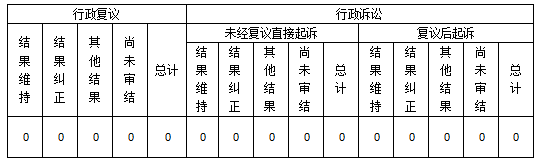 行政复议 行政诉讼
未经复议直接起诉 复议后起诉
结果维持 结果纠正 其他结果 尚未审结 总计 结果维持 结果纠正 其他结果 尚未审结 总计 结果维持 结果纠正 其他结果 尚未审结 总计
0 0 0 0 0 0 0 0 0 0 0 0 0 0 0